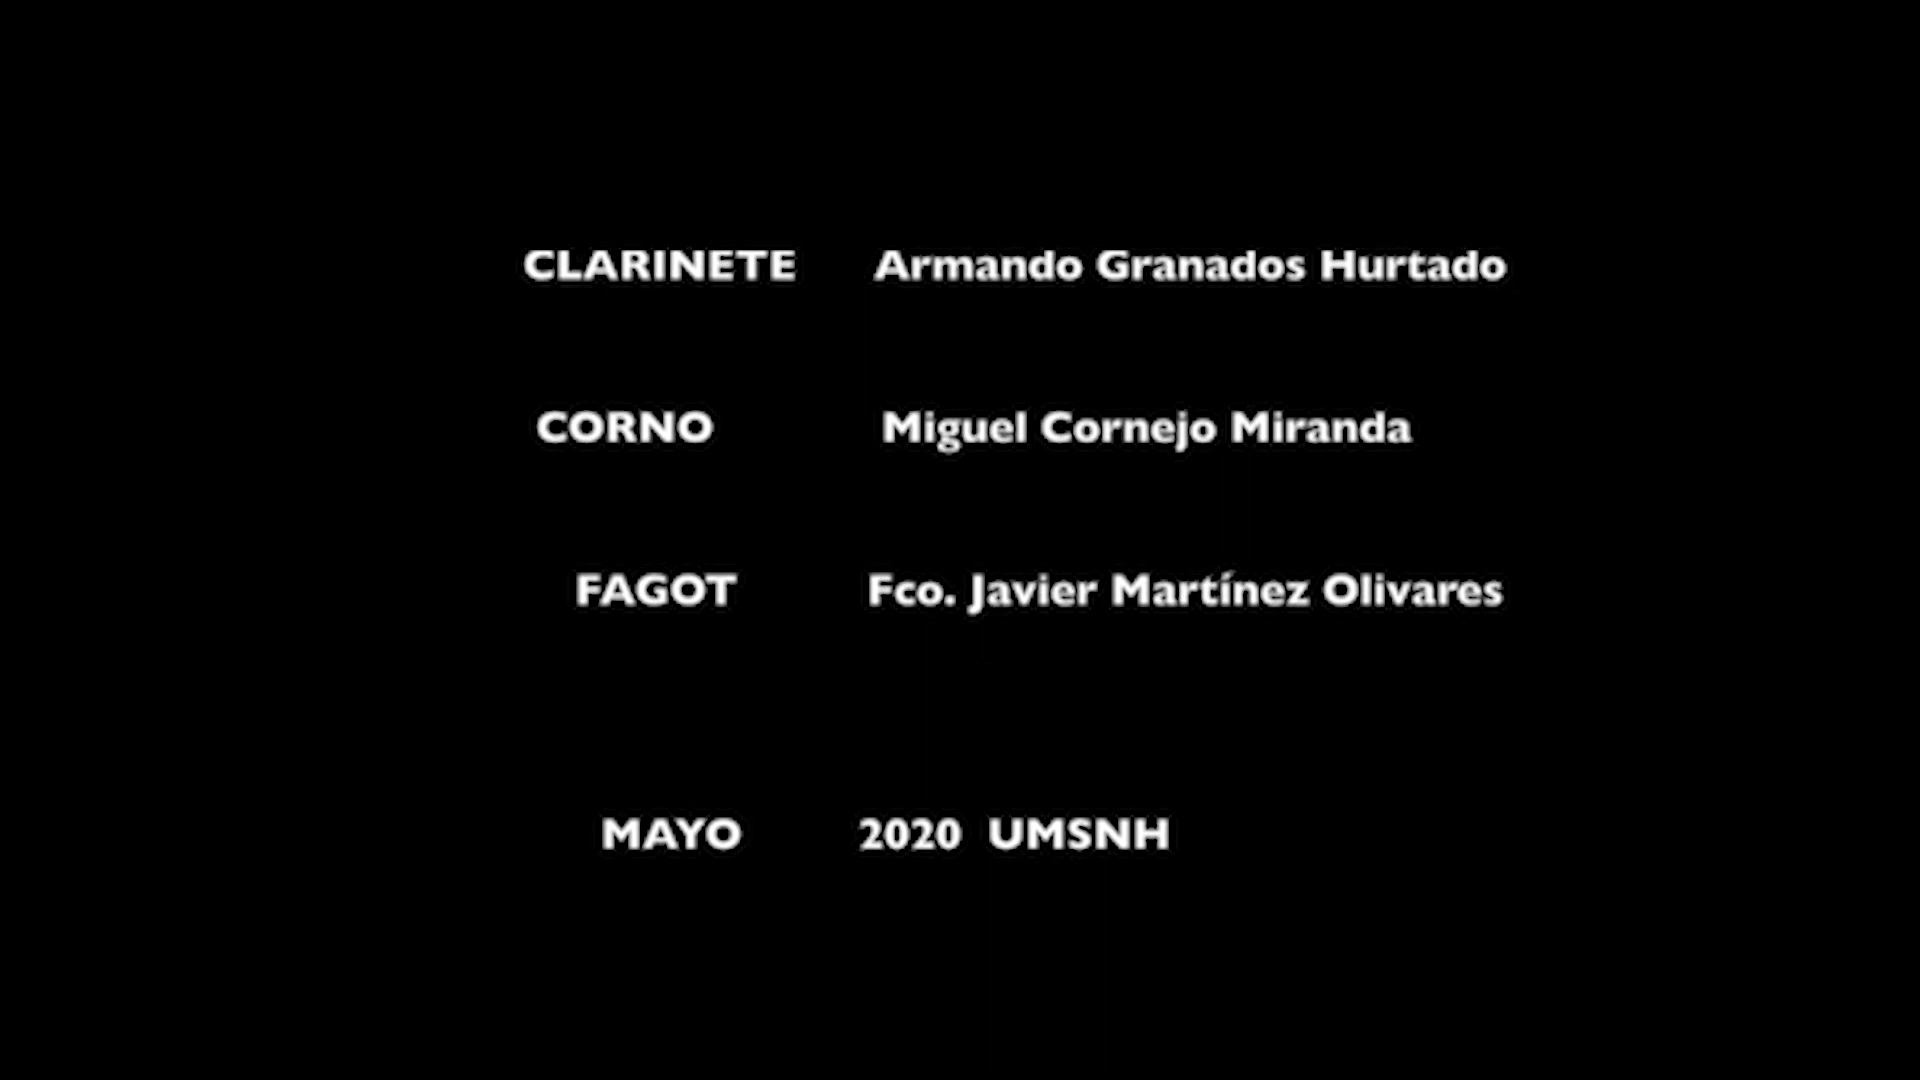 CLARINETE Armando Granados Hurtado
CORNO Miguel Cornejo Miranda
FAGOT Fco. Javier Martínez Olivares
MAYO 2020 UMSNH